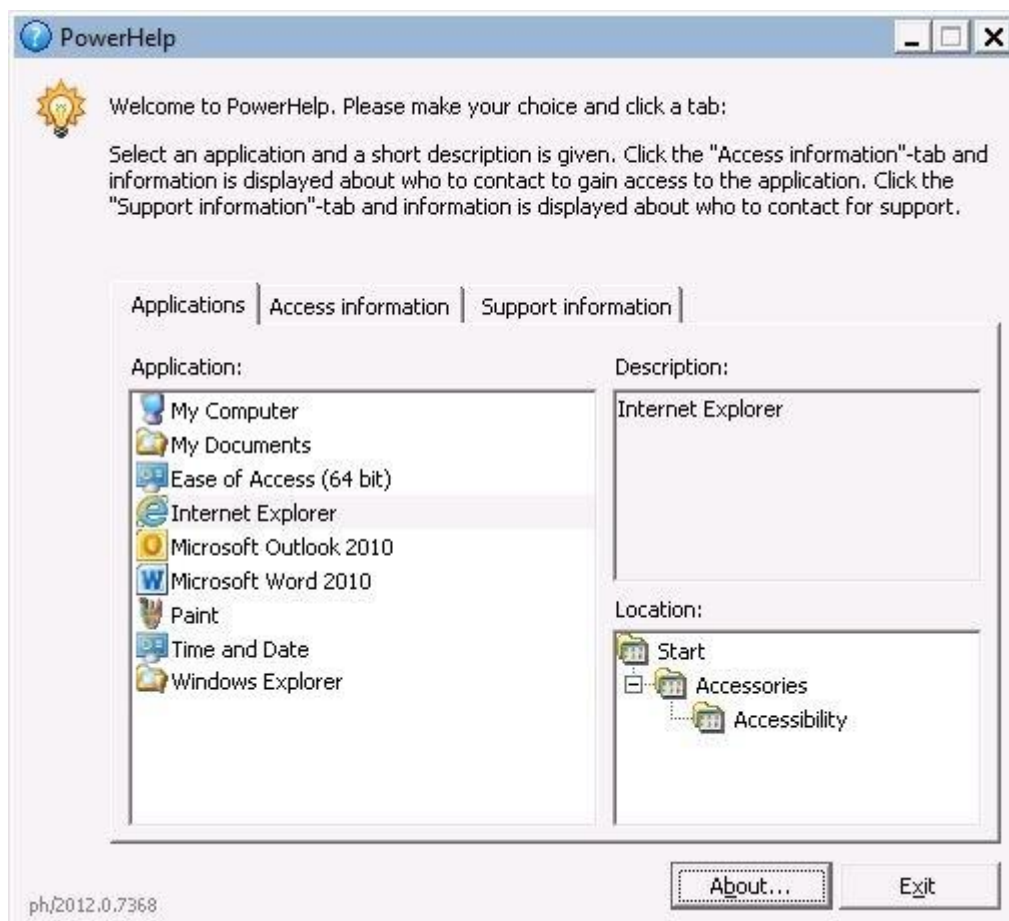 PowerHelp
Welcome to PowerHelp. Please make your choice and click a tab:
Select an application and a short description is given. Click the "Access information"-tab and
information is displayed about who to contact to gain access to the application. Click the
"Support information"-tab and information is displayed about who to contact for support.
Applications Access information Support information
Application:
My Computer
My Documents
Ease of Access (64 bit)
Internet Explorer
Microsoft Outlook 2010
Microsoft Word 2010
Paint
Time and Date
Windows Explorer
Description:
Internet Explorer
Location:
Start
Accessories
Accessibility
About...
Exit
ph/2012.0.7368